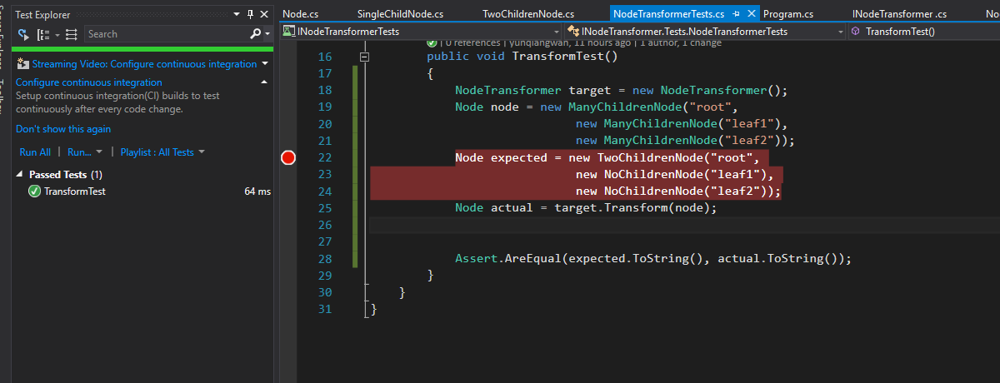 Test Explorer
Search
Streaming Video: Configure continuous integration
Configure continuous integration
Setup continuous integration(CI) builds to test
continuously after every code change.
Don't show this again
Run All | Run... | Playlist : All Tests
Passed Tests (1)
TransformTest 64 ms
Node.cs SingleChildNode.cs TwoChildrenNode.cs NodeTransformerTests.cs Program.cs INodeTransformer .cs No
INodeTransformerTests INodeTransformer.Tests.NodeTransformerTests TransformTest()
| 0 references | yunqiangwan, 11 hours ago | 1 author, 1 change
16 public void TransformTest()
17 {
18 NodeTransformer target = new NodeTransformer();
19 Node node = new ManyChildrenNode("root",
20 new ManyChildrenNode("leaf1"),
21 new ManyChildrenNode("leaf2"));
22 Node expected = new TwoChildrenNode("root",
23 new NoChildrenNode("leaf1"),
24 new NoChildrenNode("leaf2"));
25 Node actual = target.Transform(node);
26
27
28 Assert.AreEqual(expected.ToString(), actual.ToString());
29 }
30 }
31 }